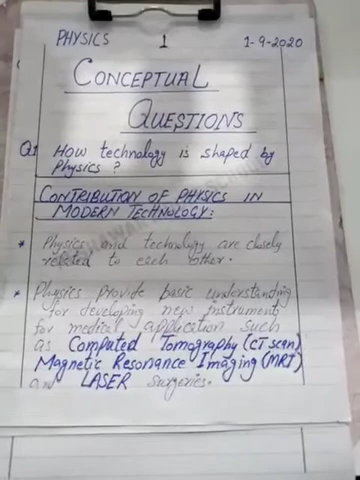 PHYSICS 1 1-9-2020
CONCEPTUAL
QUESTIONS
Q1 How technology is shaped by
Physics ?
CONTRIBUTION OF PHYSICS IN
MODERN TECHNOLOGY:
* Physics and technology are closely
related to each other.
* Physics provide basic understanding
for developing new instruments
for medical application such
as Computed Tomography (CT scan)
Magnetic Resonance Imaging (MRI)
an LASER surgeries.